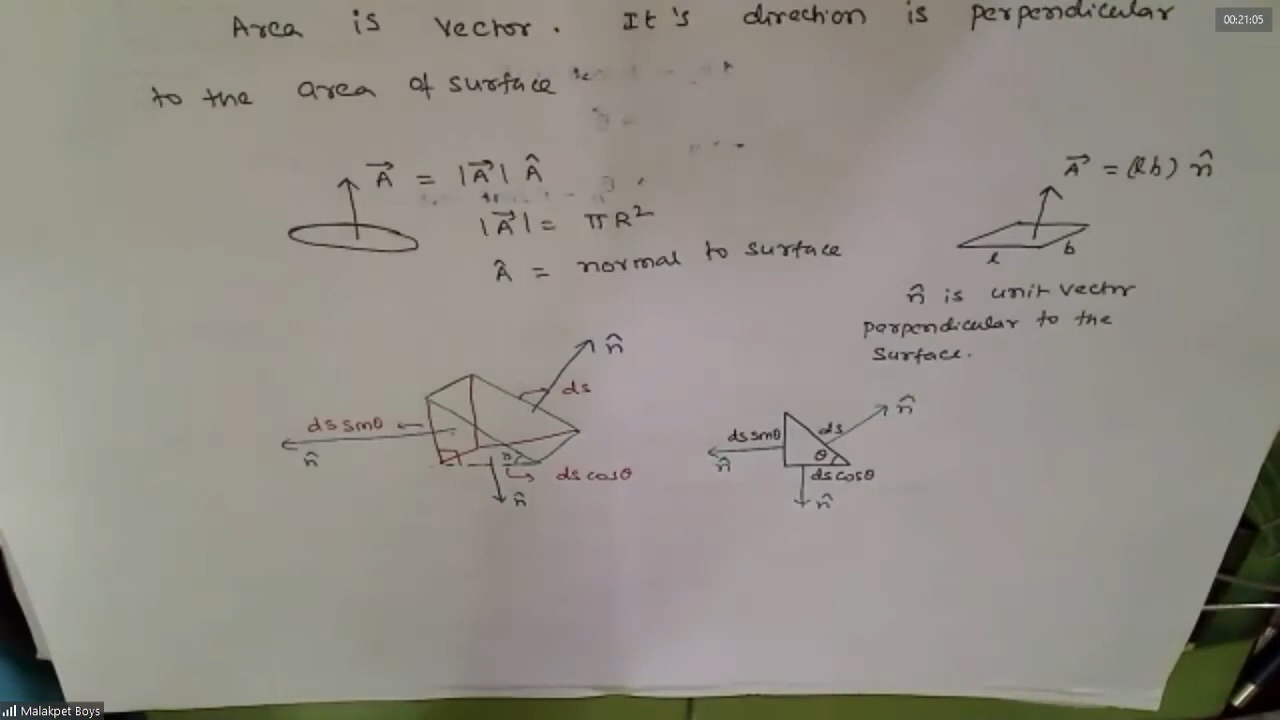 00:21:05
Area is vector. It's direction is perpendicular
to the area of surface
A⃗ = |A⃗| Â
|A⃗| = πR²
Â = normal to surface
A⃗ = (lb) n̂
l
b
n̂ is unit vector
perpendicular to the
surface.
n̂
ds
ds sinθ
n̂
ds cosθ
n̂
n̂
ds
ds sinθ
n̂
θ
ds cosθ
n̂
Malakpet Boys